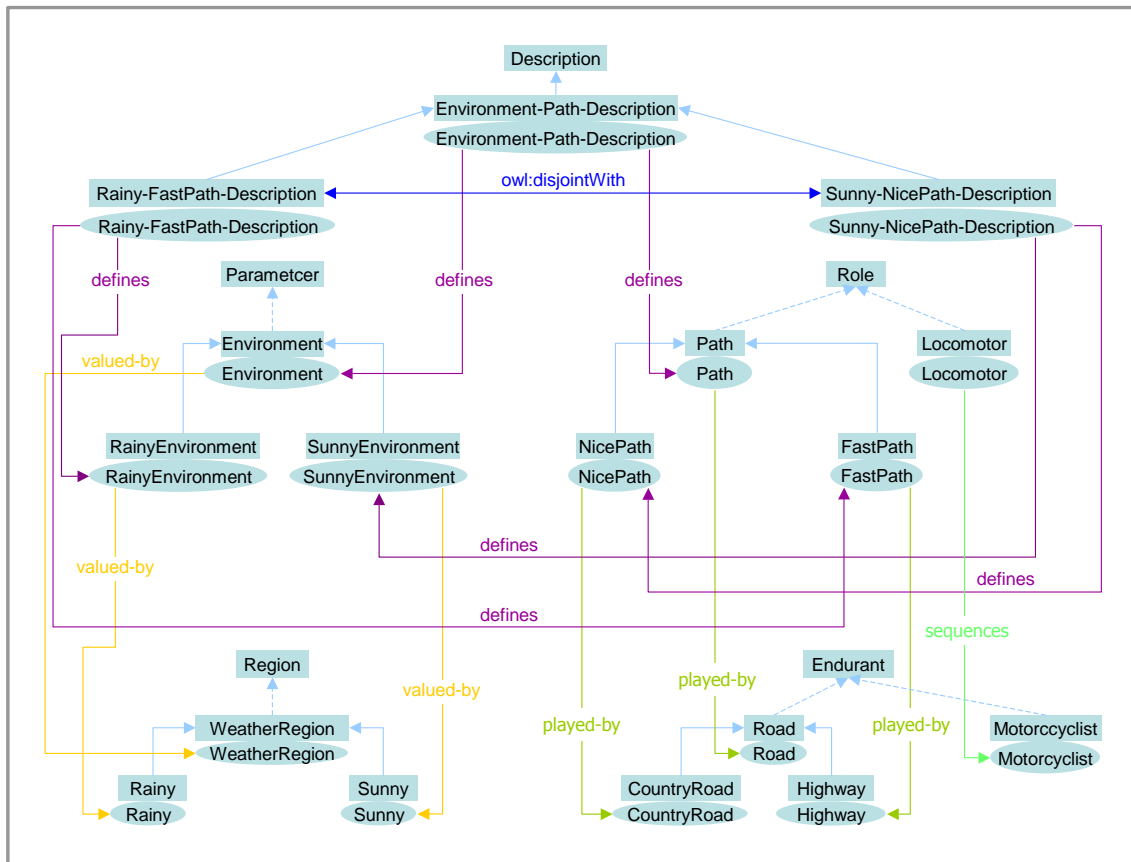 Description
Environment-Path-Description
Environment-Path-Description
owl:disjointWith
Rainy-FastPath-Description
Sunny-NicePath-Description
Rainy-FastPath-Description
Sunny-NicePath-Description
defines
Parametcer
defines
defines
Role
valued-by
Environment
Path
Locomotor
Environment
Path
Locomotor
RainyEnvironment
SunnyEnvironment
NicePath
FastPath
RainyEnvironment
SunnyEnvironment
NicePath
FastPath
defines
valued-by
defines
defines
sequences
Region
Endurant
valued-by
played-by
played-by
played-by
WeatherRegion
Road
Motorccyclist
WeatherRegion
Road
Motorcyclist
Rainy
Sunny
CountryRoad
Highway
Rainy
Sunny
CountryRoad
Highway